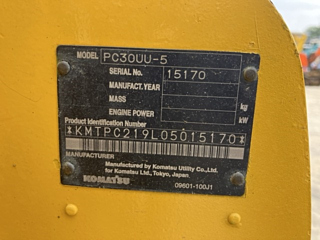 MODEL PC30UU-5
SERIAL No. 15170
MANUFACT. YEAR
MASS kg
ENGINE POWER kW
Product Identification Number
*KMTPC219L05015170*
MANUFACTURER
Manufactured by Komatsu Utility Co., Ltd.
for Komatsu Ltd., Tokyo, Japan
KOMATSU
09601-100J1